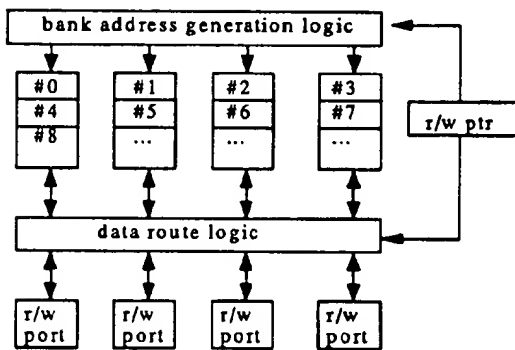 bank address generation logic
#0 #1 #2 #3
#4 #5 #6 #7
#8 ... ... ...
r/w ptr
data route logic
r/w port r/w port r/w port r/w port